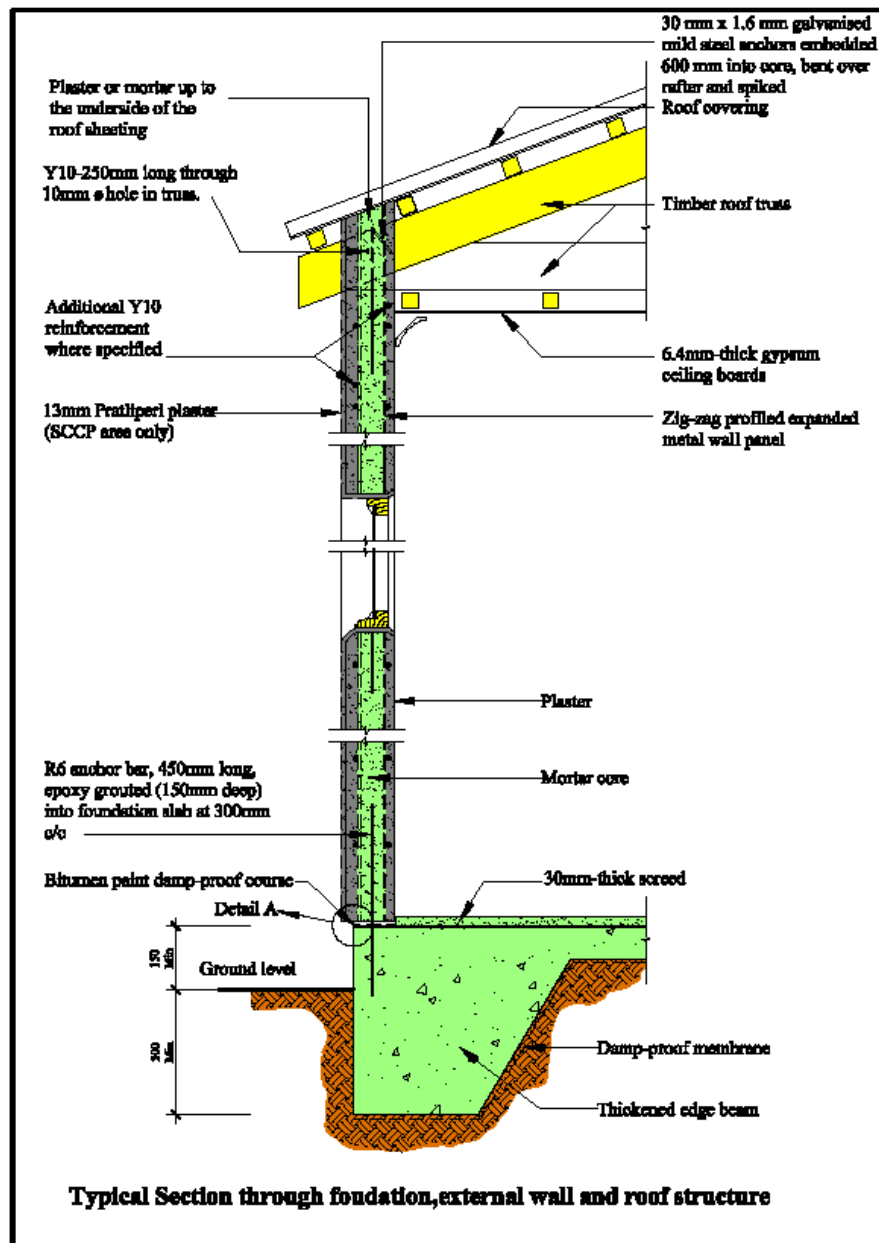 30 mm x 1.6 mm galvanised
mild steel anchors embedded
600 mm into core, bent over
rafter and spiked
Roof covering
Plaster or mortar up to
the underside of the
roof sheeting
Y10-250mm long through
10mm ø hole in truss.
Timber roof truss
Additional Y10
reinforcement
where specified
6.4mm-thick gypsum
ceiling boards
13mm Pratliperl plaster
(SCCP area only)
Zig-zag profiled expanded
metal wall panel
Plaster
R6 anchor bar, 450mm long,
epoxy grouted (150mm deep)
into foundation slab at 300mm
c/c
Mortar core
Bitumen paint damp-proof course
30mm-thick screed
Detail A
150
Min
Ground level
Min
Damp-proof membrane
Thickened edge beam
Typical Section through foudation,external wall and roof structure